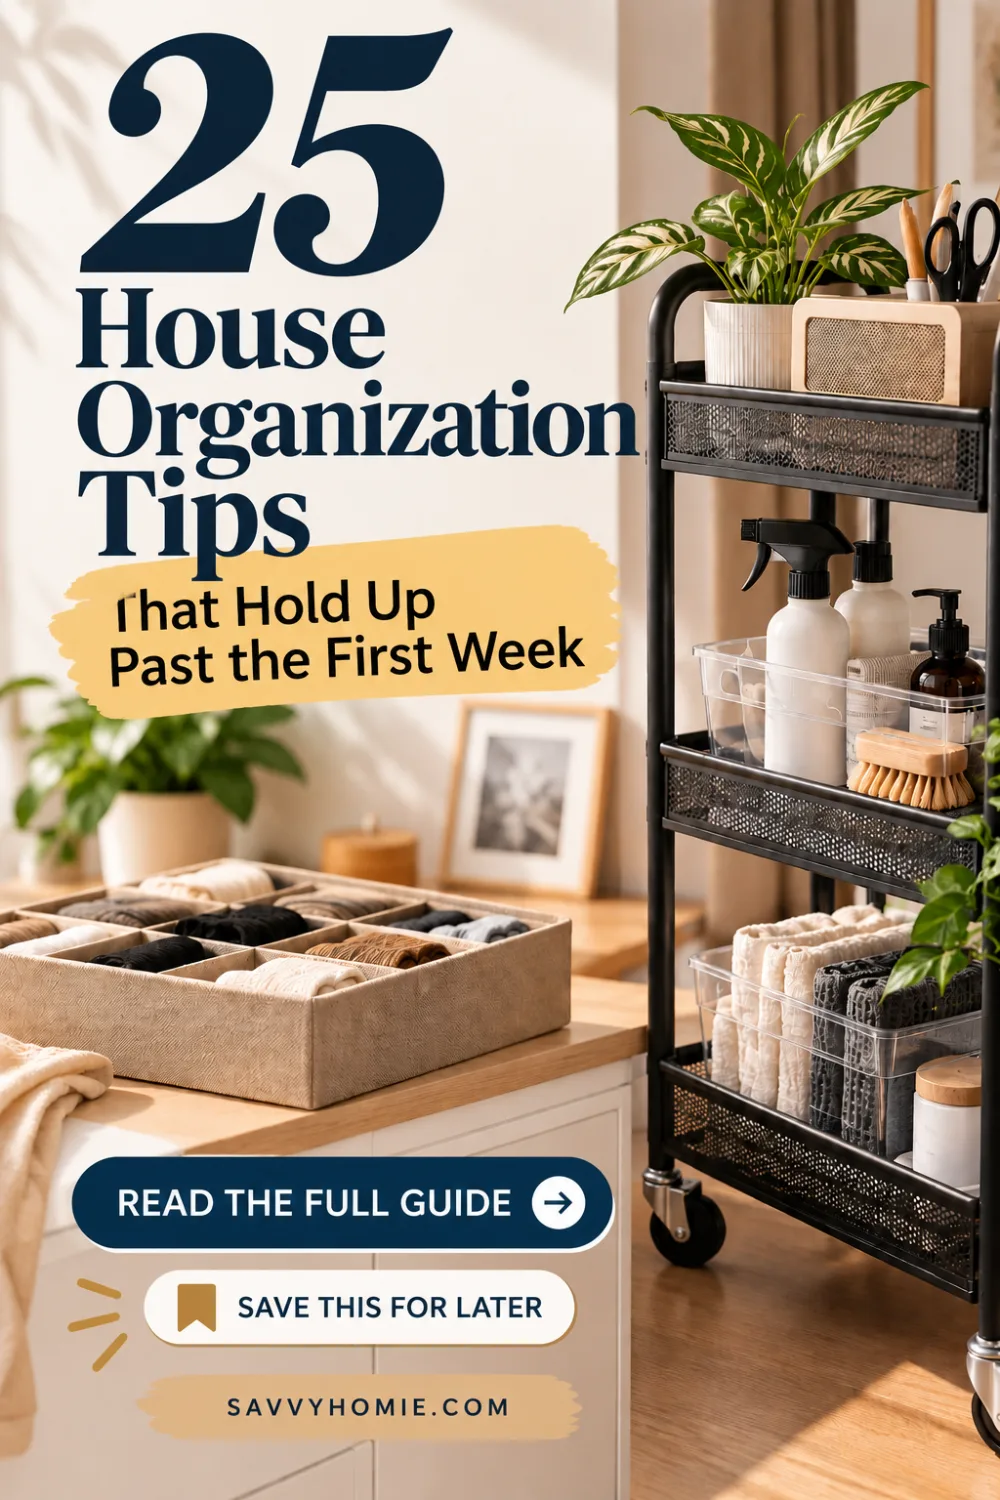 25
House
Organization
Tips
That Hold Up
Past the First Week
READ THE FULL GUIDE
SAVE THIS FOR LATER
SAVVYHOMIE.COM